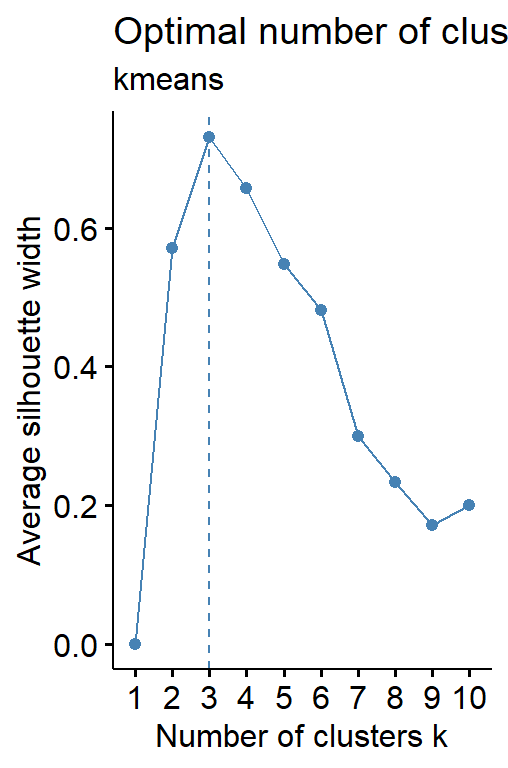 Optimal number of clus
kmeans
Average silhouette width
0.6
0.4
0.2
0.0
1 2 3 4 5 6 7 8 9 10
Number of clusters k